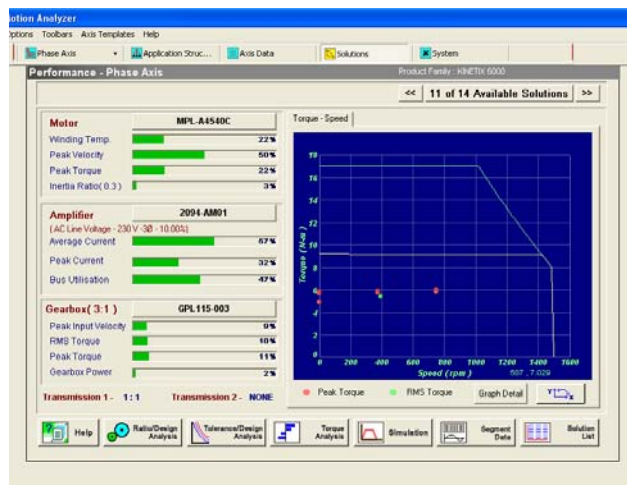 otion Analyzer
ptions Toolbars Axis Templates Help
Phase Axis Application Struc... Axis Data Solutions System
Performance - Phase Axis Product Family : KINETIX 6000
<< 11 of 14 Available Solutions >>
Motor MPL-A4540C
Winding Temp. 22%
Peak Velocity 50%
Peak Torque 22%
Inertia Ratio( 0.3 ) 3%
Amplifier 2094-AM01
( AC Line Voltage - 230 V -3Ø - 10.00%)
Average Current 67%
Peak Current 32%
Bus Utilisation 47%
Gearbox( 3:1 ) GPL115-003
Peak Input Velocity 9%
RMS Torque 10%
Peak Torque 11%
Gearbox Power 2%
Transmission 1 - 1:1 Transmission 2 - NONE
Torque - Speed
18
16
14
12
10
8
6
4
2
0
Torque (N-m)
0 200 400 600 800 1000 1200 1400 1600
Speed (rpm) 607 , 7.029
Peak Torque RMS Torque Graph Detail
Help Ratio/Design Analysis Tolerance/Design Analysis Torque Analysis Simulation Segment Data Solution List